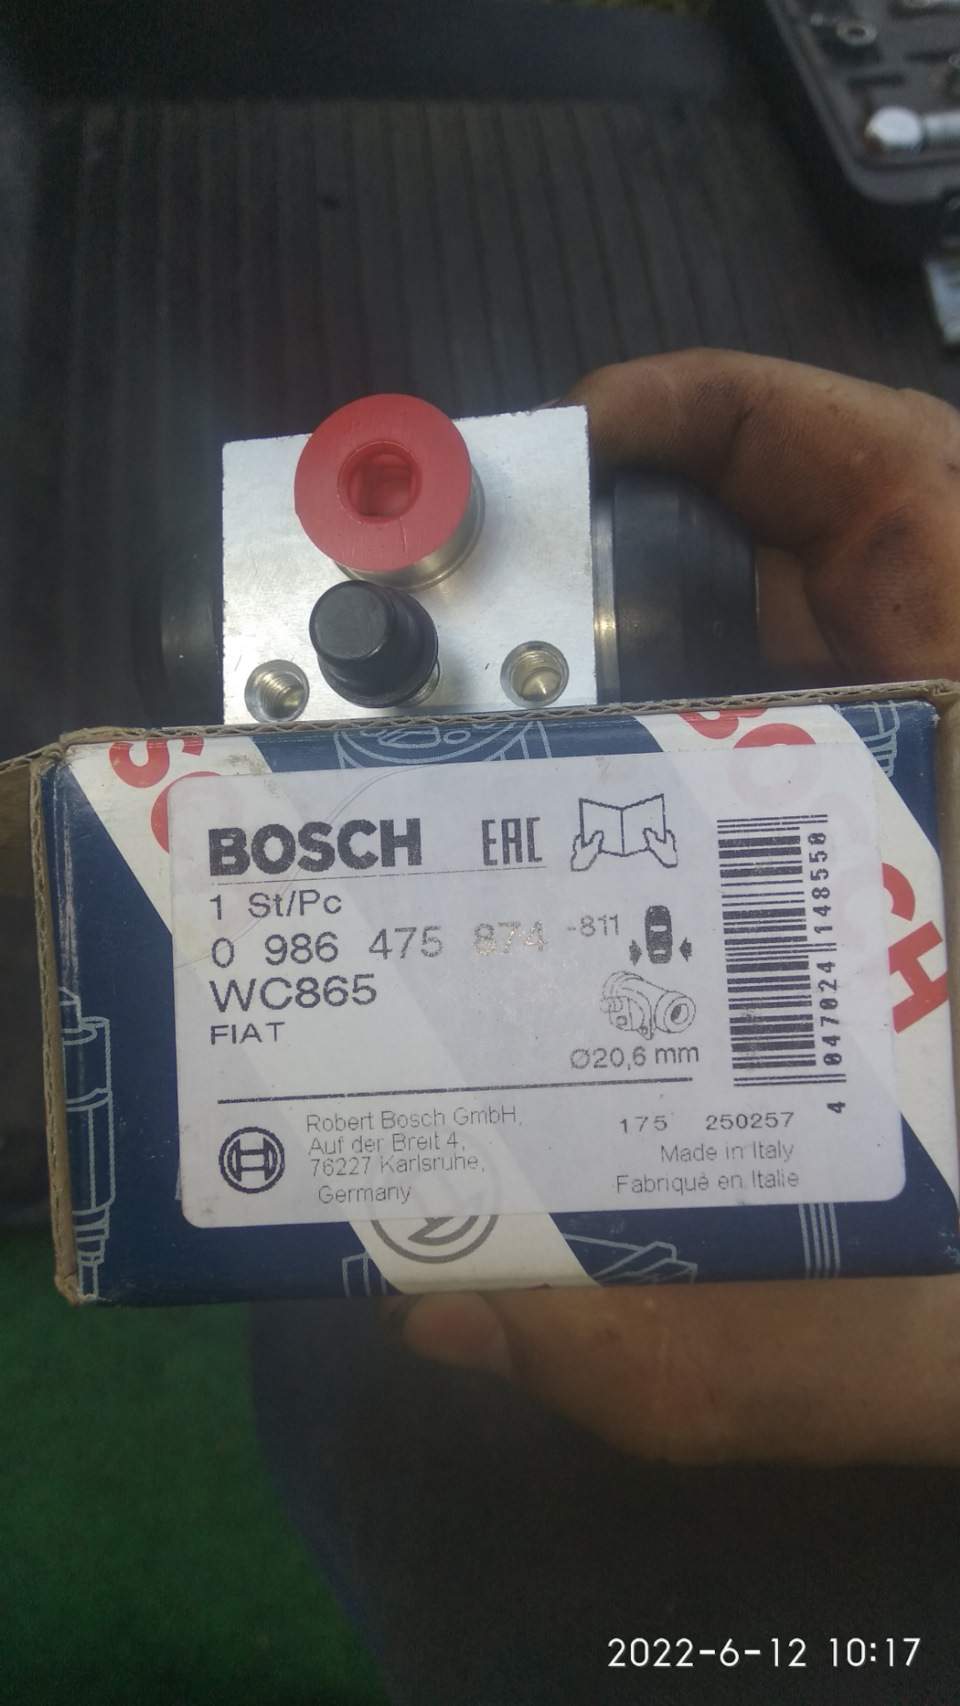 BOSCH
EAC
1 St/Pc
0 986 475 874 -811
WC865
FIAT
Ø20,6 mm
4 047024 148550
Robert Bosch GmbH,
Auf der Breit 4,
76227 Karlsruhe,
Germany
175 250257
Made in Italy
Fabriqué en Italie
2022-6-12 10:17